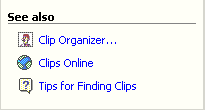 See also
Clip Organizer...
Clips Online
Tips for Finding Clips